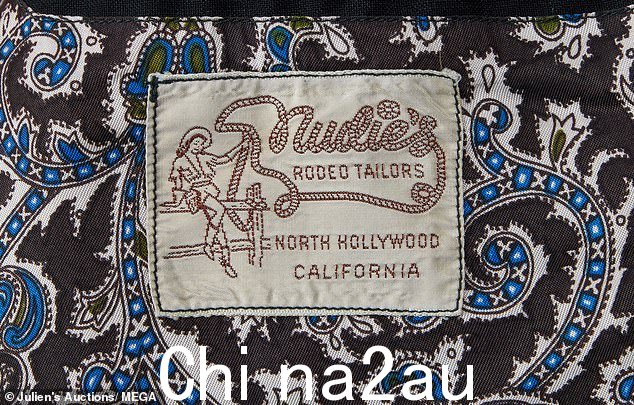 Nudie's
RODEO TAILORS
NORTH HOLLYWOOD
CALIFORNIA
Chi na2au
© Julien's Auctions/ MEGA